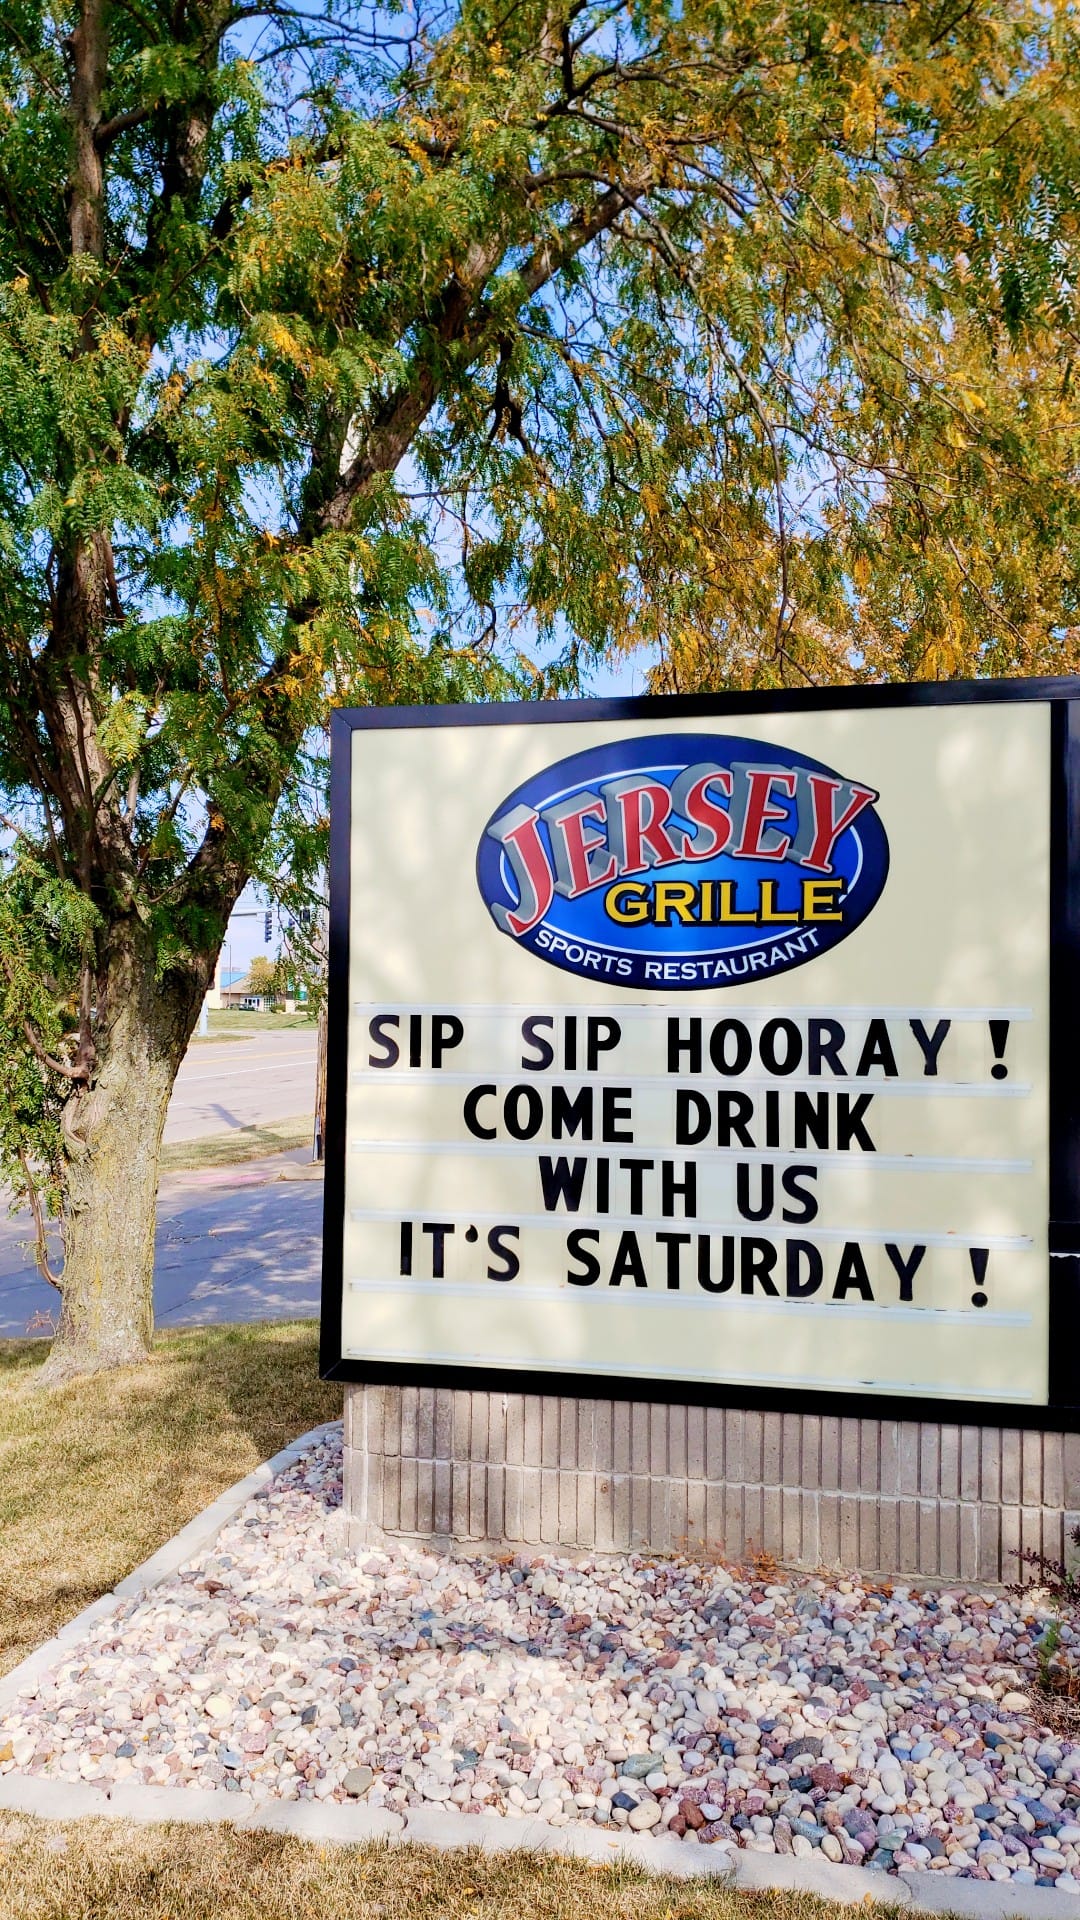 JERSEY
GRILLE
SPORTS RESTAURANT
SIP SIP HOORAY !
COME DRINK
WITH US
IT'S SATURDAY !